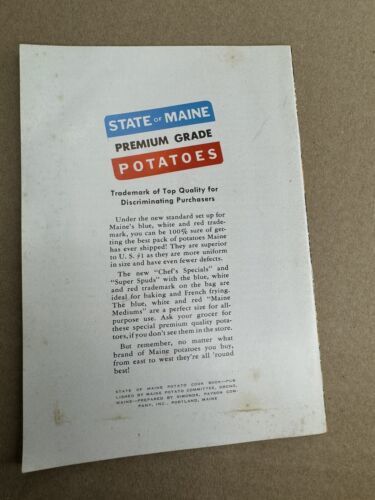 STATE OF MAINE
PREMIUM GRADE
POTATOES
Trademark of Top Quality for
Discriminating Purchasers
Under the new standard set up for
Maine's blue, white and red trade-
mark, you can be 100% sure of get-
ting the best pack of potatoes Maine
has ever shipped! They are superior
to U. S. #1 as they are more uniform
in size and have even fewer defects.
The new "Chef's Specials" and
"Super Spuds" with the blue, white
and red trademark on the bag are
ideal for baking and French frying.
The blue, white and red "Maine
Mediums" are a perfect size for all-
purpose use. Ask your grocer for
these special premium quality pota-
toes, if you don't see them in the store.
But remember, no matter what
brand of Maine potatoes you buy,
from east to west they're all 'round
best!
STATE OF MAINE POTATO COOK BOOK—PUB-
LISHED BY MAINE POTATO COMMITTEE, ORONO,
MAINE—PREPARED BY SIMONDS, PAYSON COM-
PANY, INC., PORTLAND, MAINE